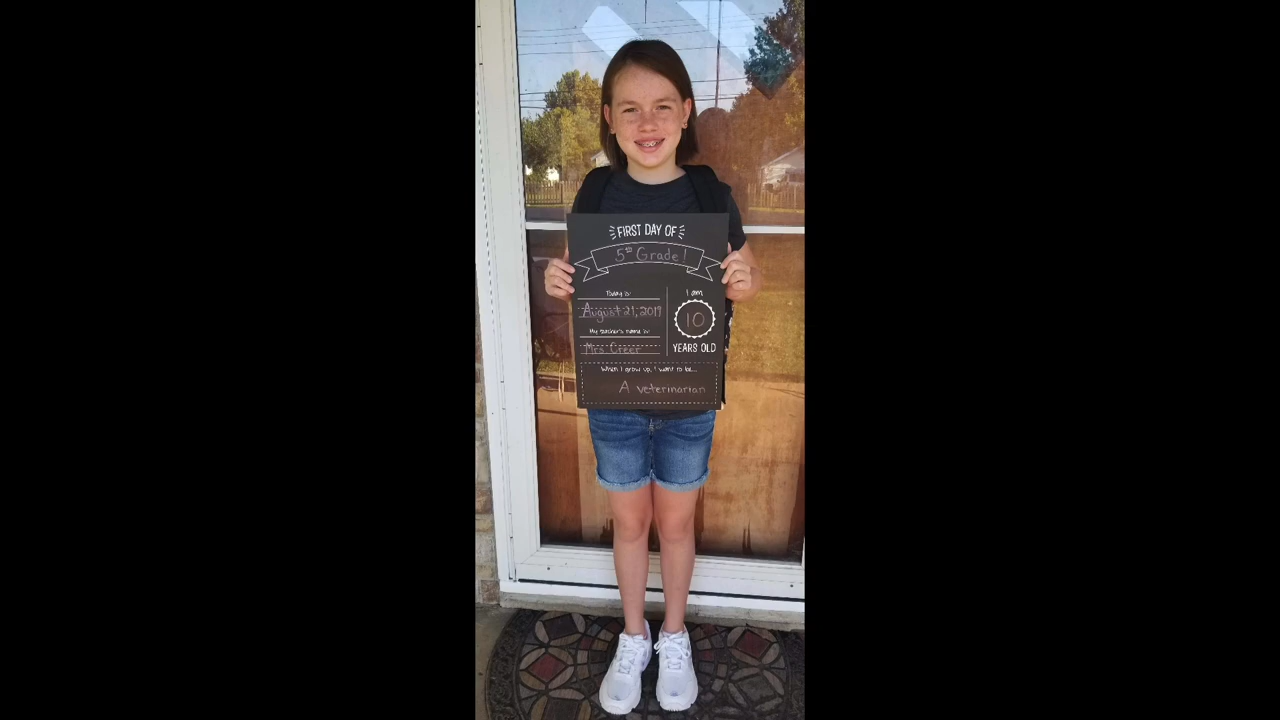 FIRST DAY OF
5th Grade!
Today is:
August 21, 2019
My teacher's name is:
Mrs Creer
I am
10
YEARS OLD
When I grow up, I want to be...
A veterinarian